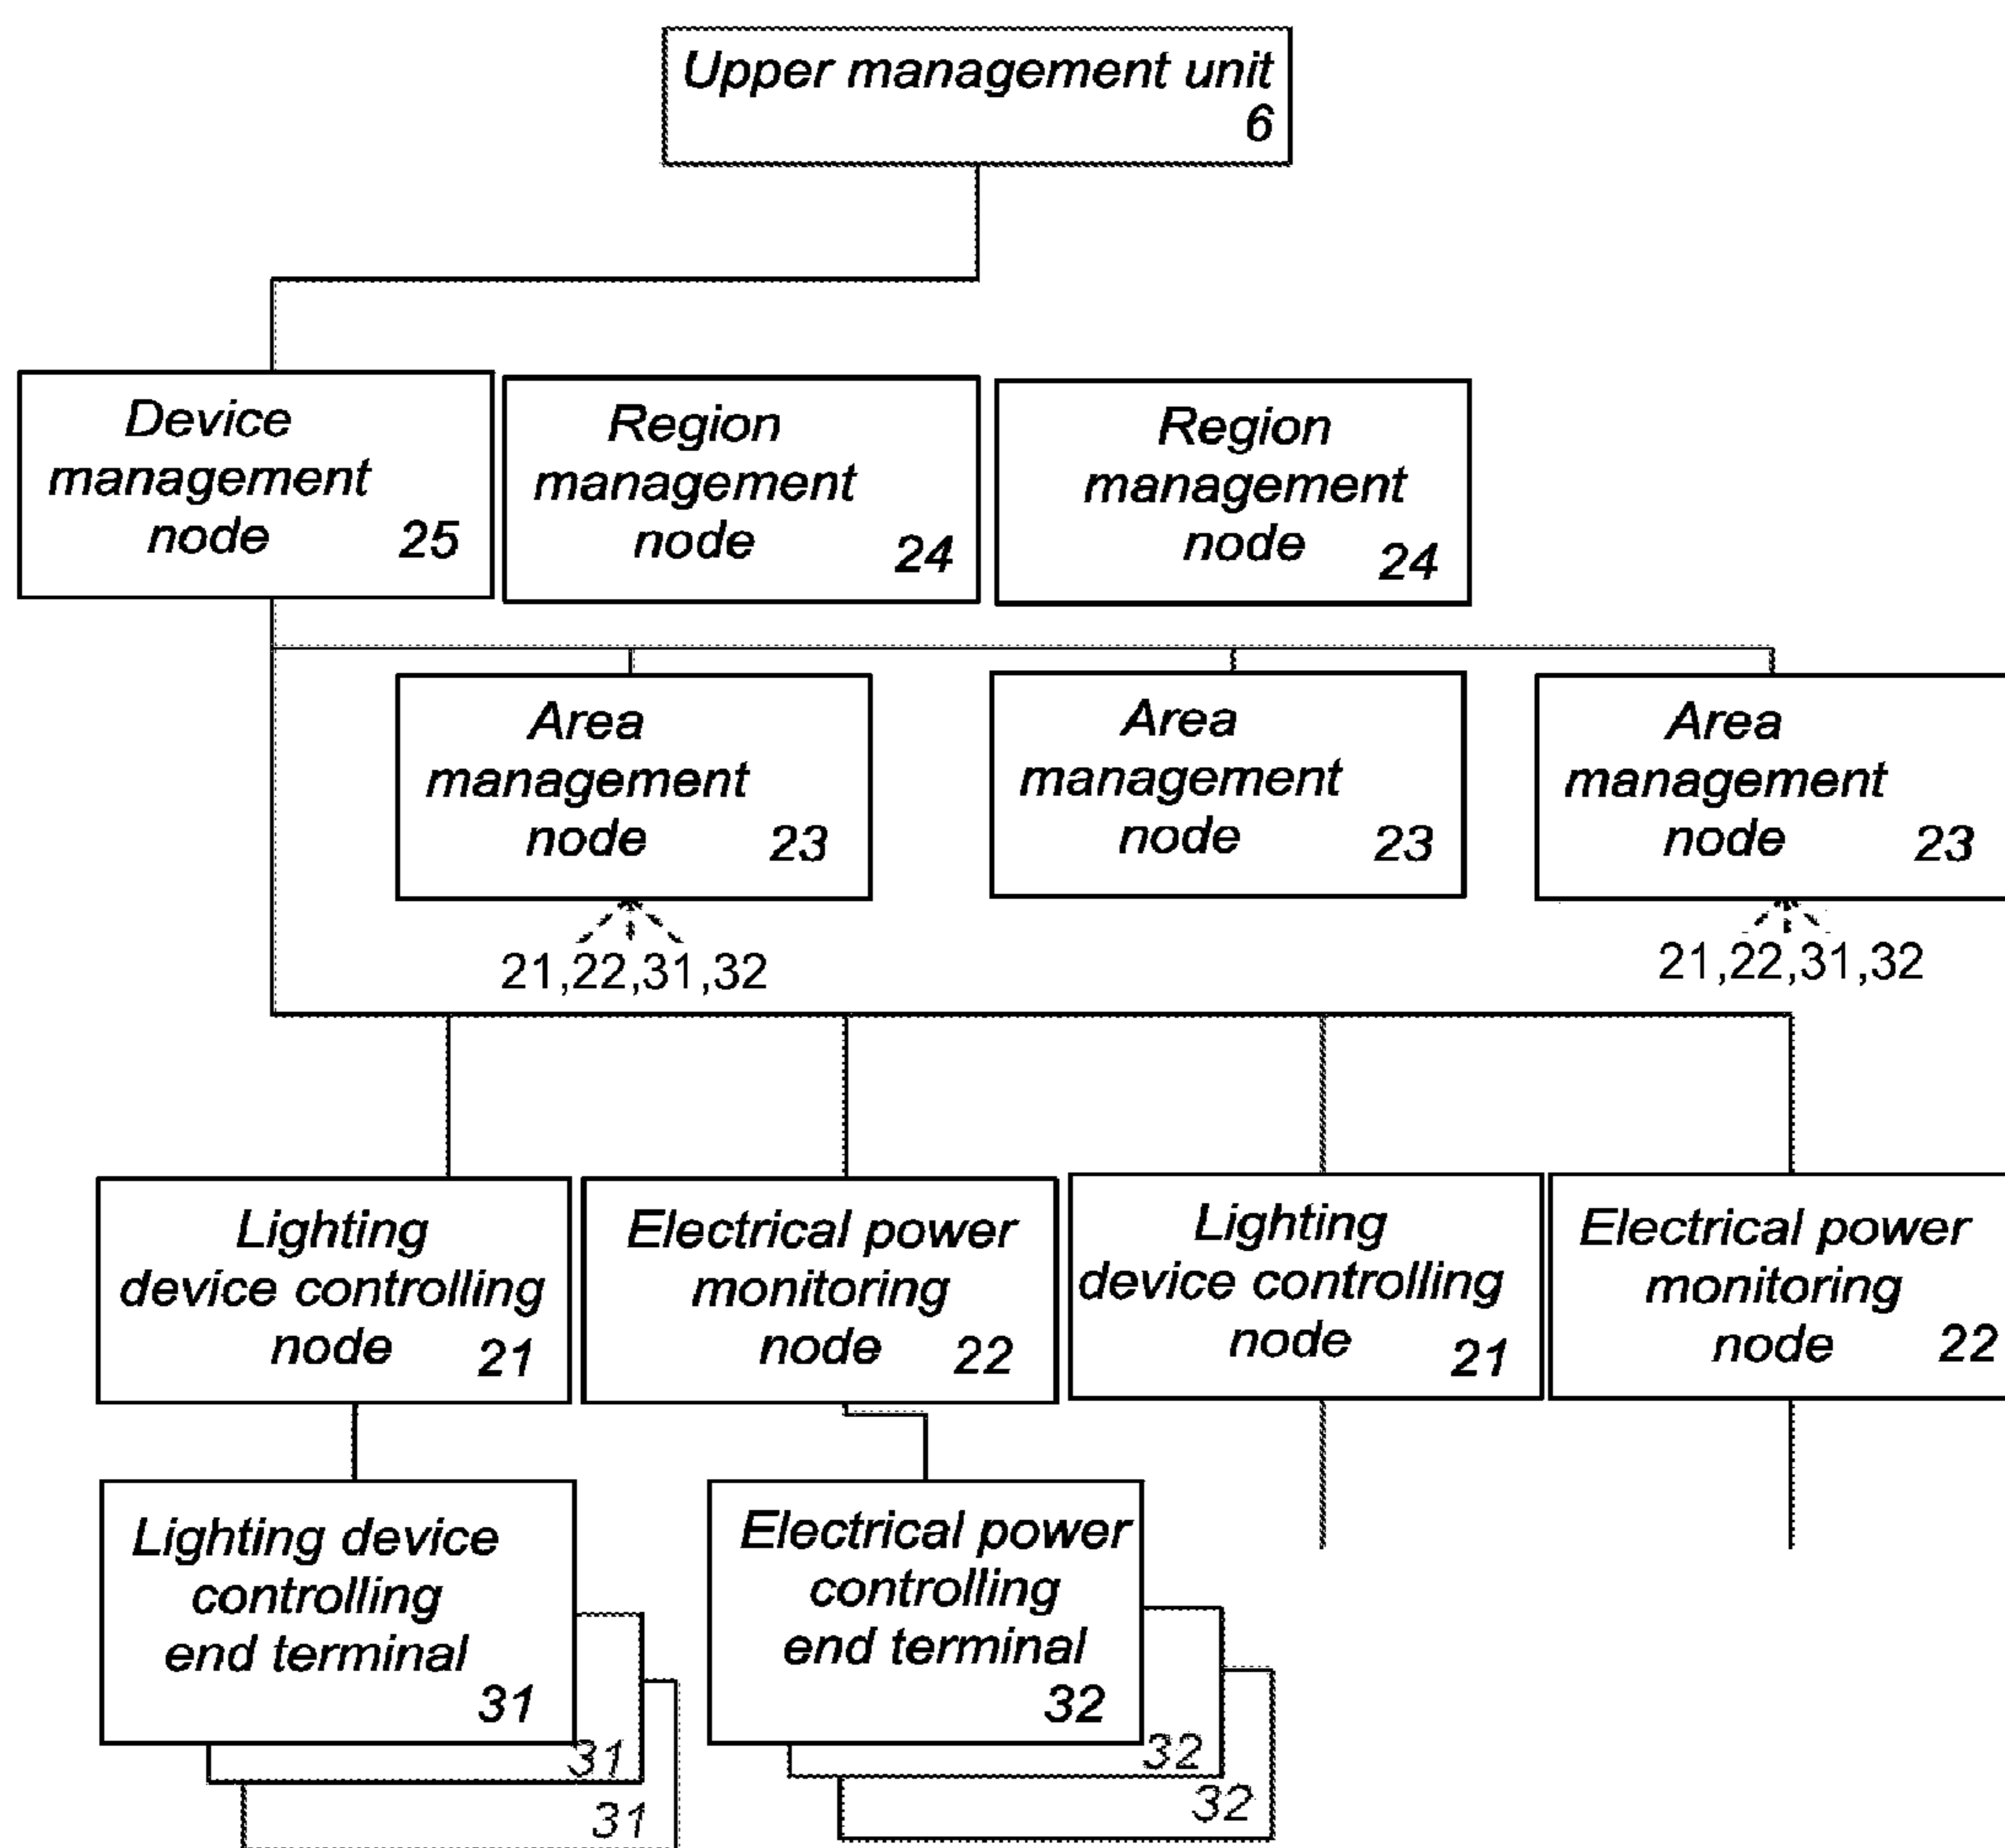 Upper management unit
6
Device
management
node 25
Region
management
node 24
Region
management
node 24
Area
management
node 23
Area
management
node 23
Area
management
node 23
21,22,31,32
21,22,31,32
Lighting
device controlling
node 21
Electrical power
monitoring
node 22
Lighting
device controlling
node 21
Electrical power
monitoring
node 22
Lighting device
controlling
end terminal
31
31
31
Electrical power
controlling
end terminal
32
32
32